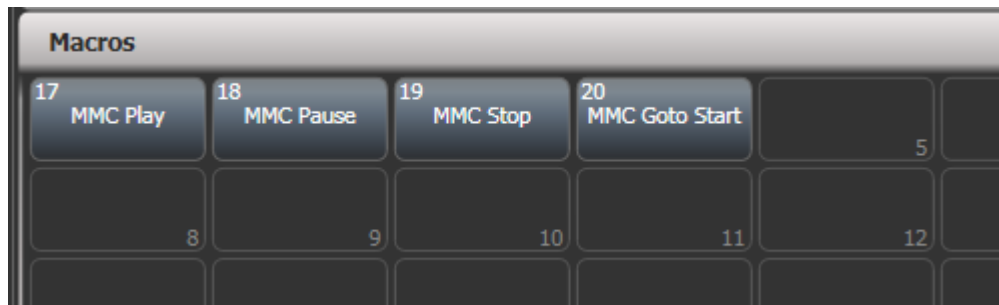 Macros
17
MMC Play
18
MMC Pause
19
MMC Stop
20
MMC Goto Start
5
8
9
10
11
12